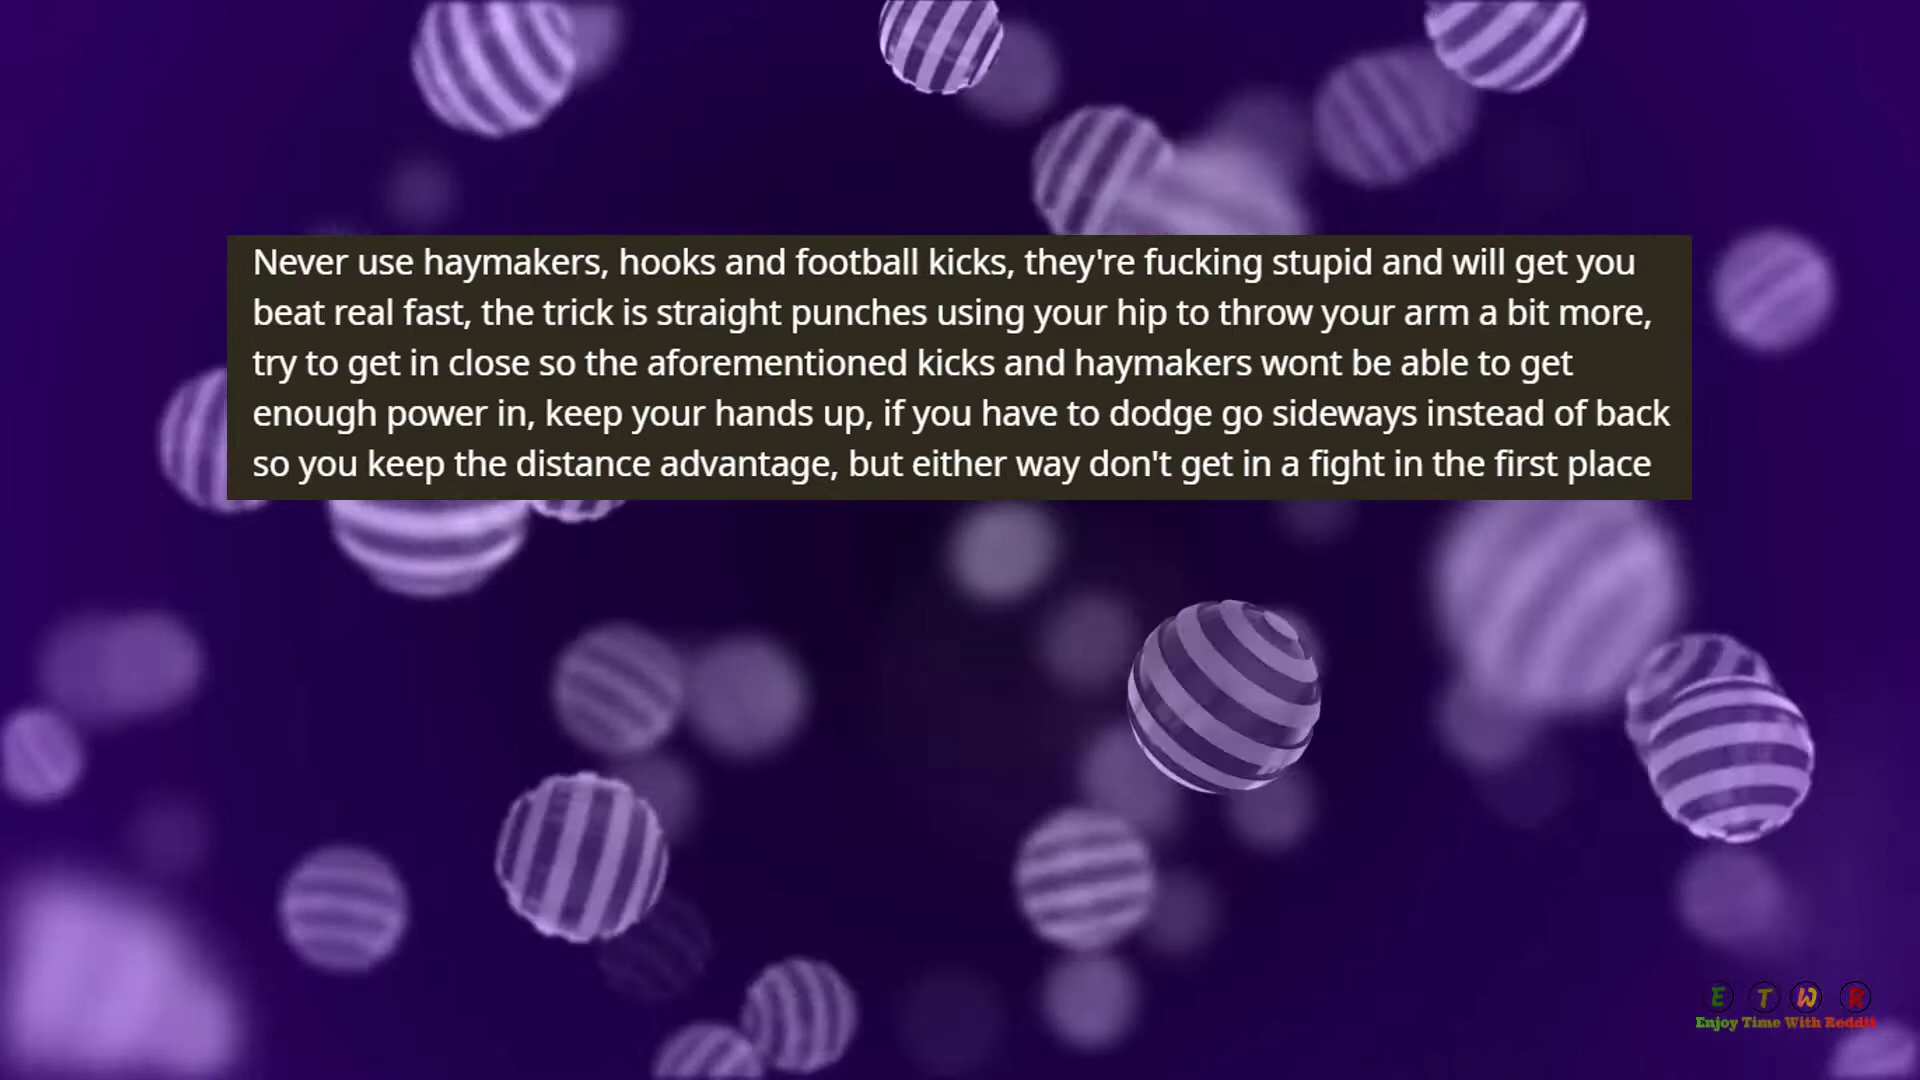 Never use haymakers, hooks and football kicks, they're fucking stupid and will get you
beat real fast, the trick is straight punches using your hip to throw your arm a bit more,
try to get in close so the aforementioned kicks and haymakers wont be able to get
enough power in, keep your hands up, if you have to dodge go sideways instead of back
so you keep the distance advantage, but either way don't get in a fight in the first place
E T W R
Enjoy Time With Reddit